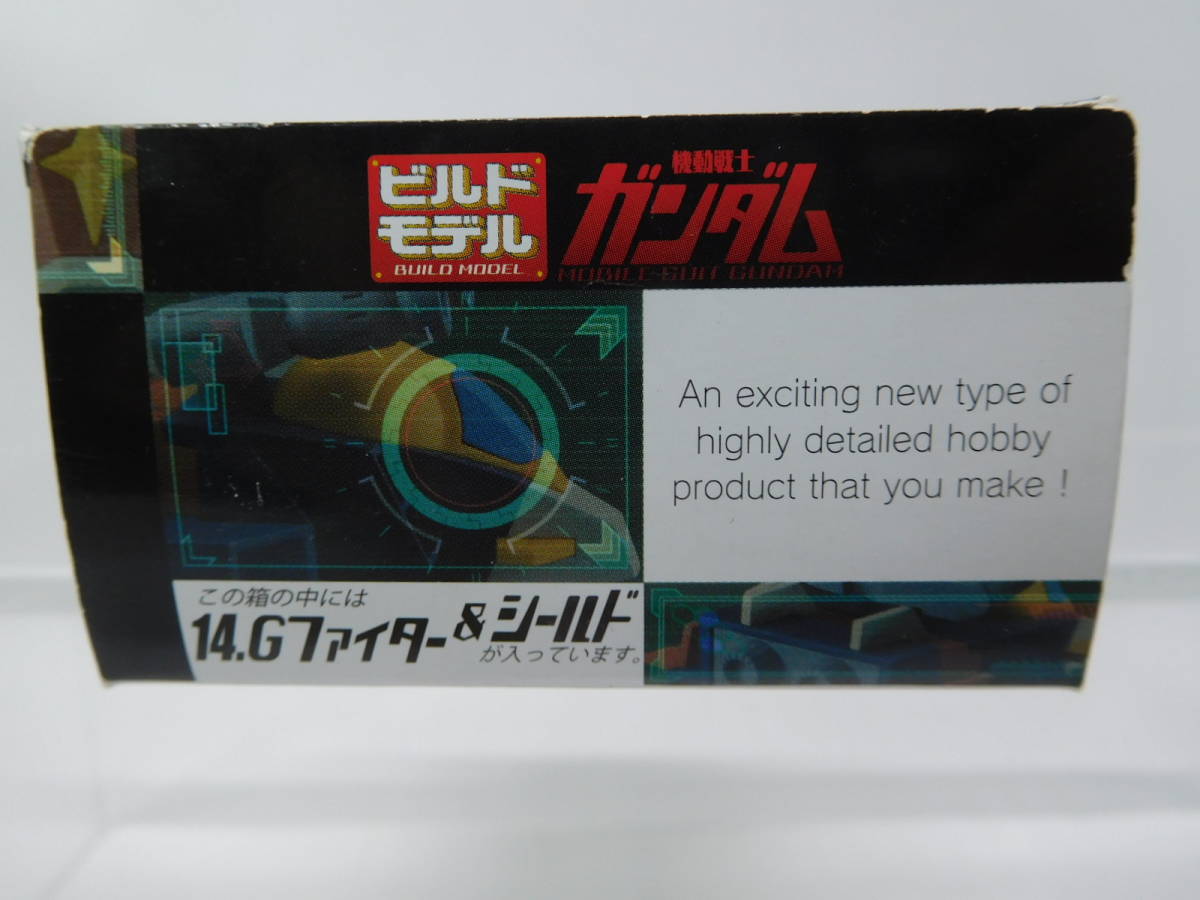 ビルド
モデル
BUILD MODEL
機動戦士
ガンダム
MOBILE SUIT GUNDAM
An exciting new type of
highly detailed hobby
product that you make !
この箱の中には
14.Gファイター&シールド
が入っています。